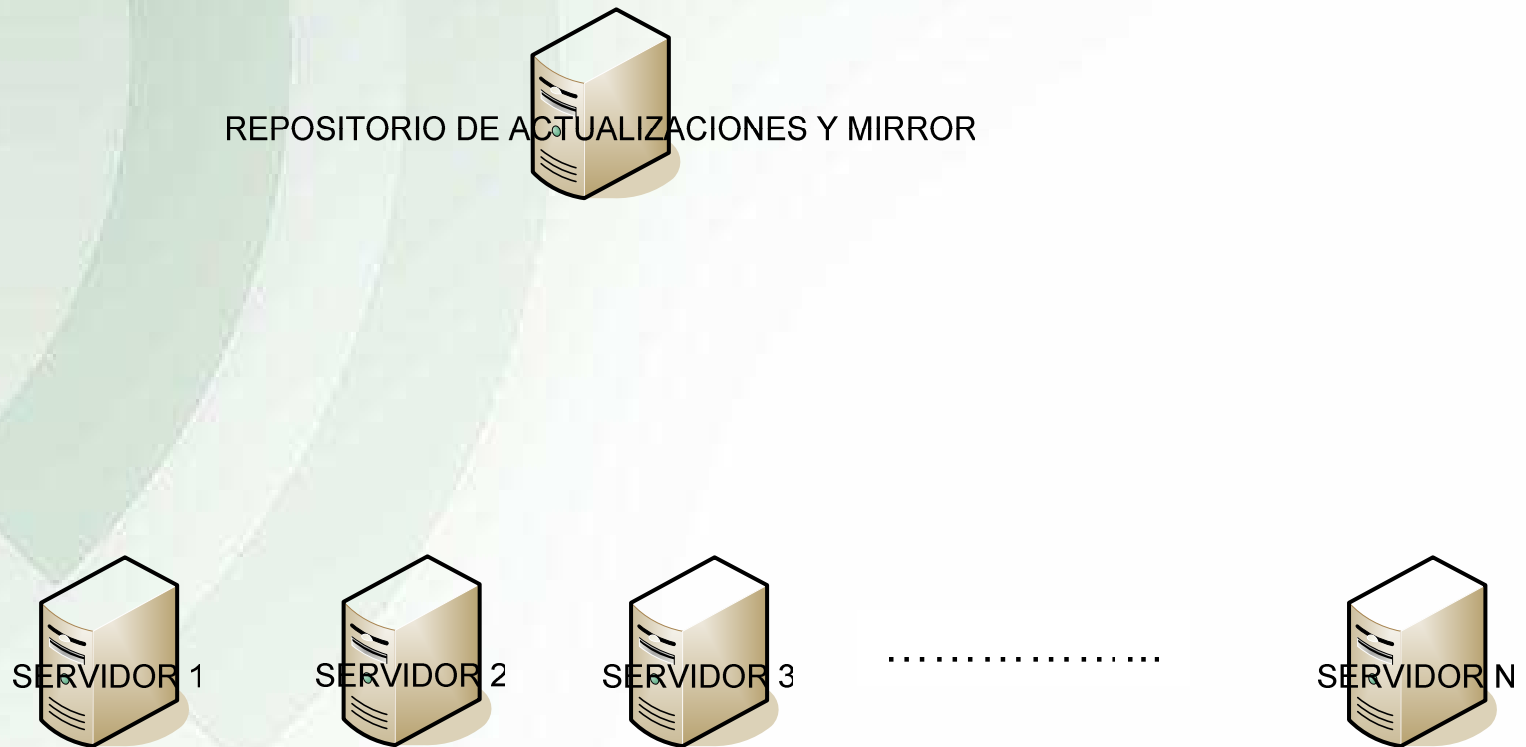 REPOSITORIO DE ACTUALIZACIONES Y MIRROR
SERVIDOR 1
SERVIDOR 2
SERVIDOR 3
..................
SERVIDOR N